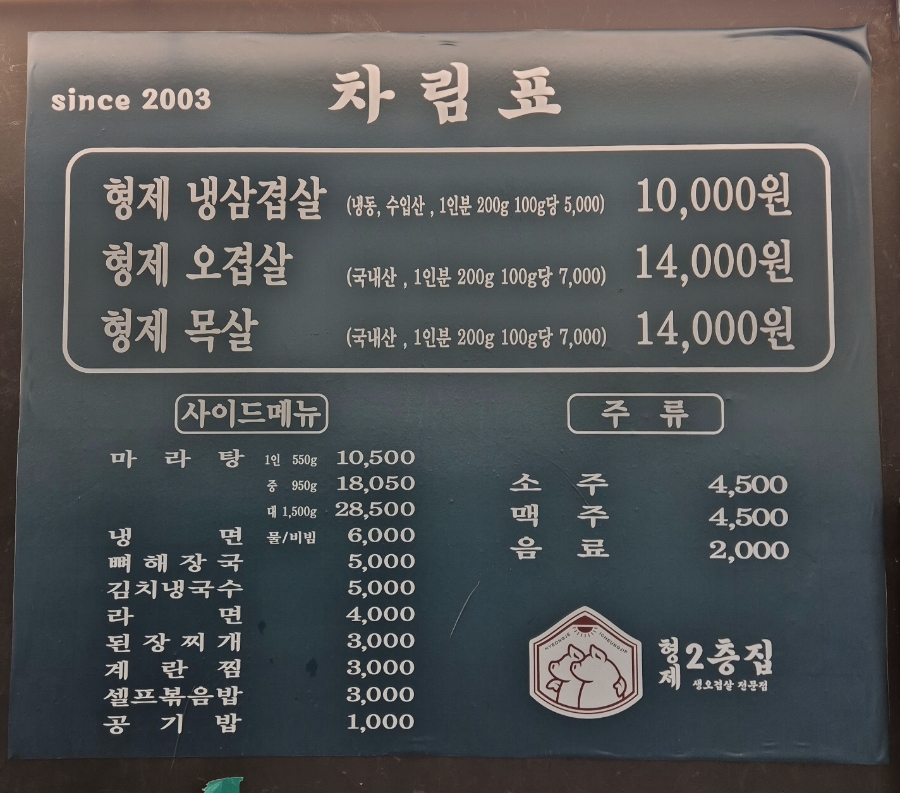 since 2003
차림표
형제 냉삼겹살 (냉동, 수입산 , 1인분 200g 100g당 5,000) 10,000원
형제 오겹살 (국내산 , 1인분 200g 100g당 7,000) 14,000원
형제 목살 (국내산 , 1인분 200g 100g당 7,000) 14,000원
사이드메뉴
마라탕 1인 550g 10,500
중 950g 18,050
대 1,500g 28,500
냉면 물/비빔 6,000
뼈해장국 5,000
김치냉국수 5,000
라면 4,000
된장찌개 3,000
계란찜 3,000
셀프볶음밥 3,000
공기밥 1,000
주류
소주 4,500
맥주 4,500
음료 2,000
형제 2층집
생오겹살 전문점